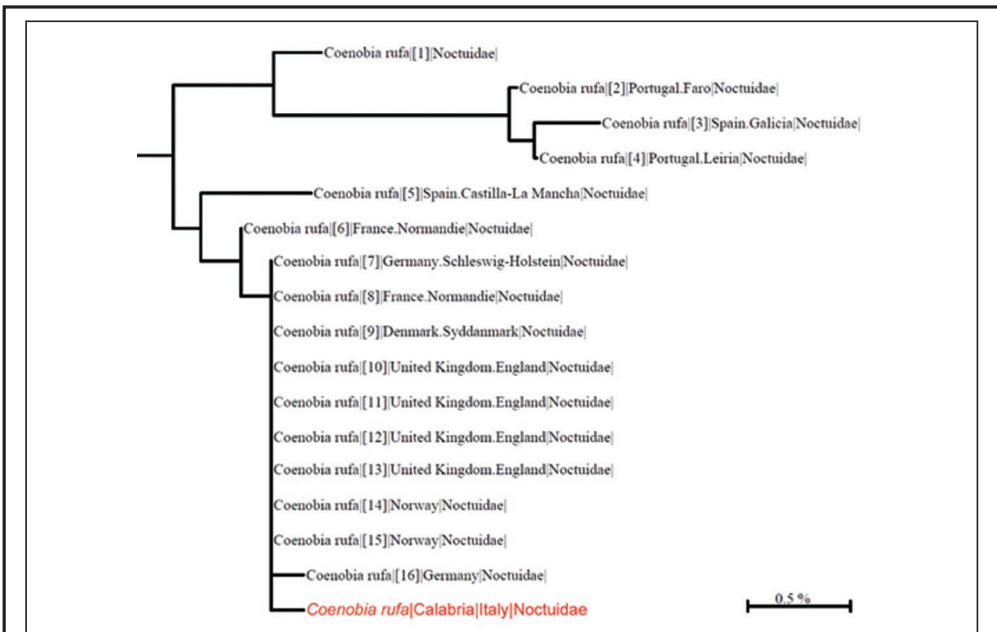 Coenobia rufa|[1]|Noctuidae|
Coenobia rufa|[2]|Portugal.Faro|Noctuidae|
Coenobia rufa|[3]|Spain.Galicia|Noctuidae|
Coenobia rufa|[4]|Portugal.Leiria|Noctuidae|
Coenobia rufa|[5]|Spain.Castilla-La Mancha|Noctuidae|
Coenobia rufa|[6]|France.Normandie|Noctuidae|
Coenobia rufa|[7]|Germany.Schleswig-Holstein|Noctuidae|
Coenobia rufa|[8]|France.Normandie|Noctuidae|
Coenobia rufa|[9]|Denmark.Syddanmark|Noctuidae|
Coenobia rufa|[10]|United Kingdom.England|Noctuidae|
Coenobia rufa|[11]|United Kingdom.England|Noctuidae|
Coenobia rufa|[12]|United Kingdom.England|Noctuidae|
Coenobia rufa|[13]|United Kingdom.England|Noctuidae|
Coenobia rufa|[14]|Norway|Noctuidae|
Coenobia rufa|[15]|Norway|Noctuidae|
Coenobia rufa|[16]|Germany|Noctuidae|
Coenobia rufa|Calabria|Italy|Noctuidae
0.5 %